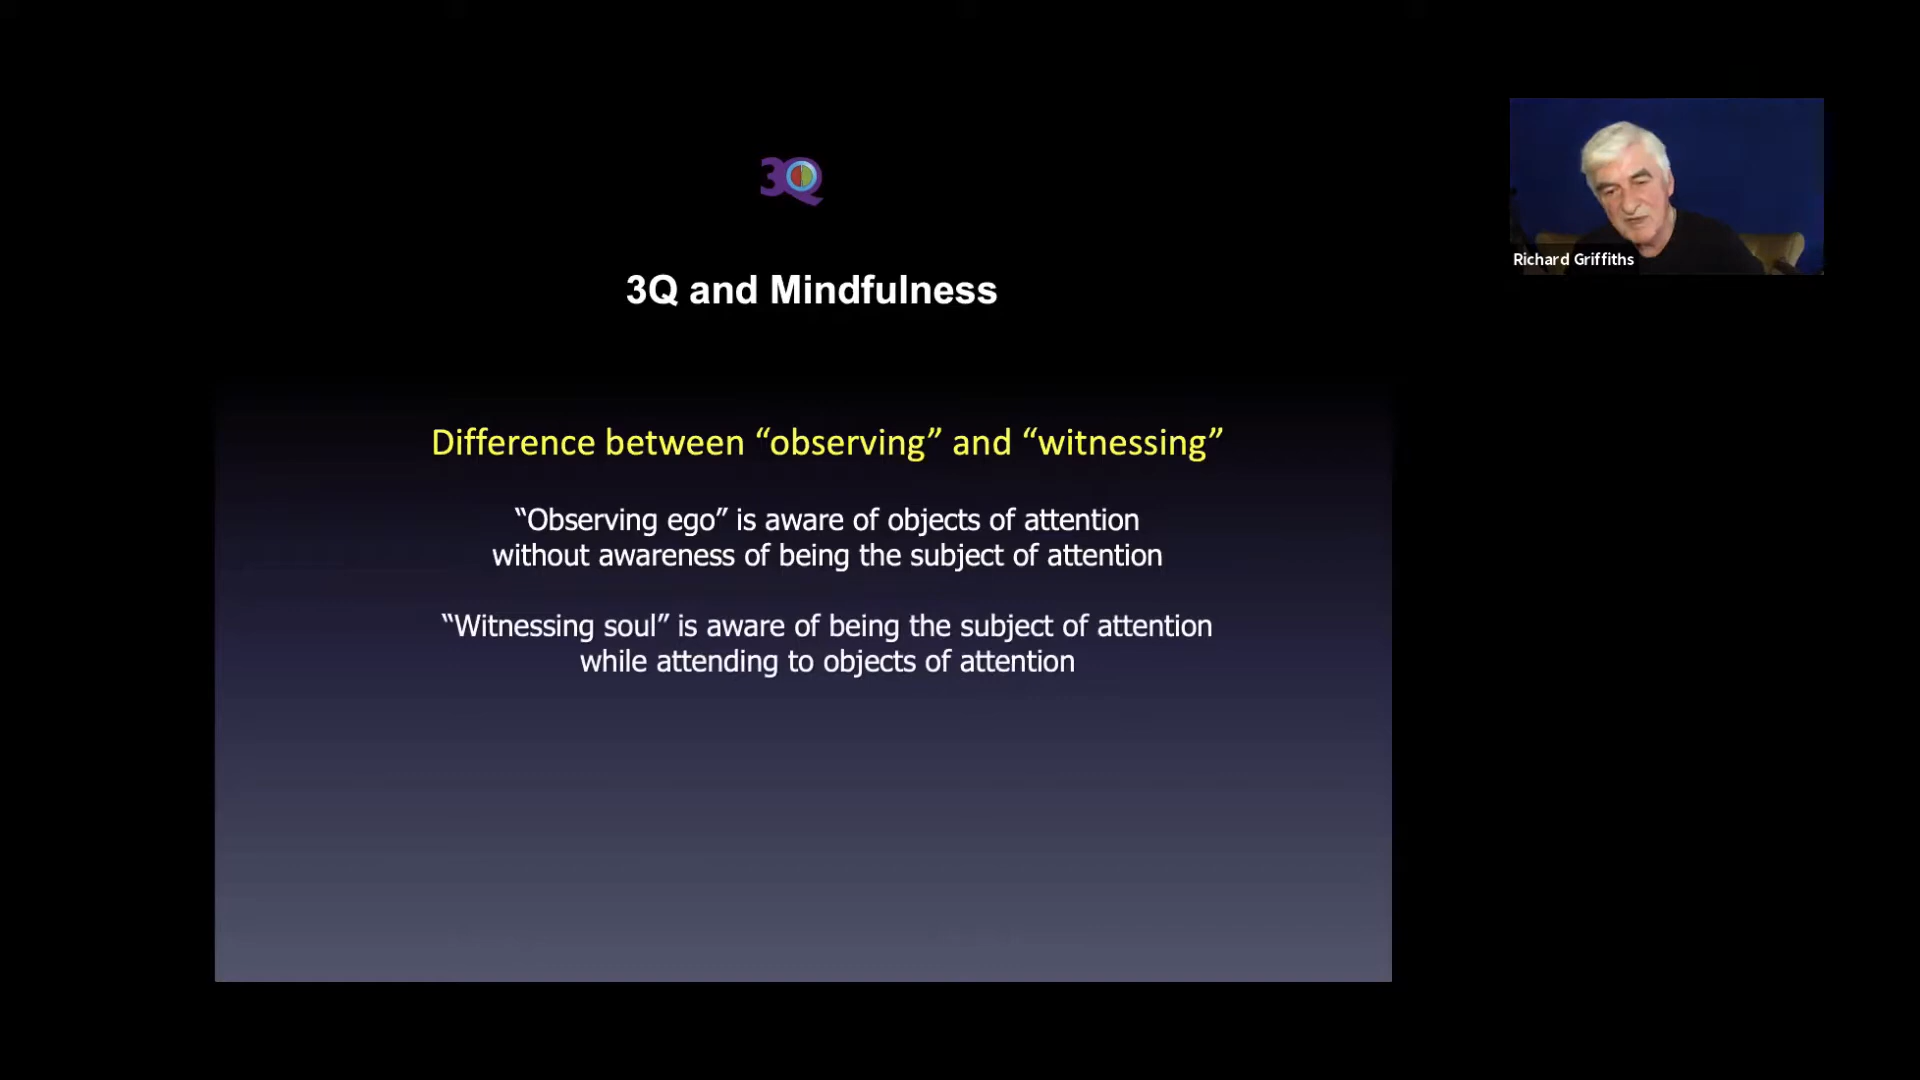 3Q
3Q and Mindfulness
Difference between “observing” and “witnessing”
“Observing ego” is aware of objects of attention
without awareness of being the subject of attention
“Witnessing soul” is aware of being the subject of attention
while attending to objects of attention
Richard Griffiths